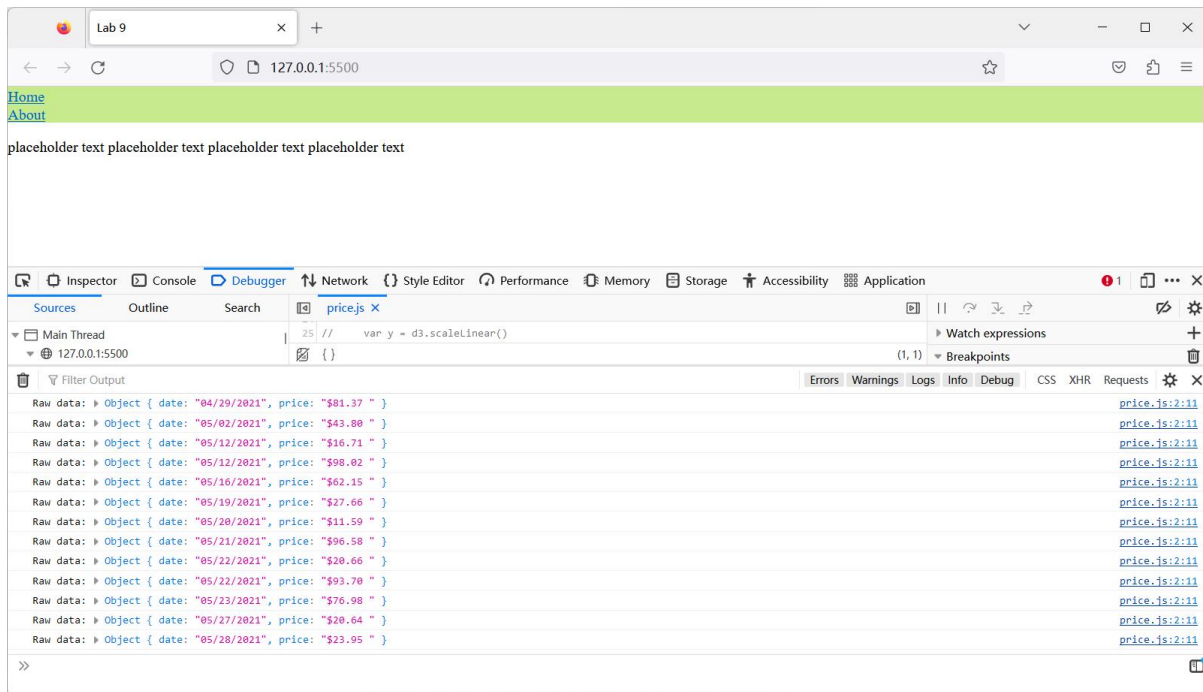 Lab 9
127.0.0.1:5500
Home
About
placeholder text placeholder text placeholder text placeholder text
Inspector Console Debugger Network {} Style Editor Performance Memory Storage Accessibility Application 1
Sources Outline Search price.js
25 // var y = d3.scaleLinear()
Watch expressions
Main Thread
127.0.0.1:5500
{ } (1, 1)
Breakpoints
Filter Output Errors Warnings Logs Info Debug CSS XHR Requests
Raw data: Object { date: "04/29/2021", price: "$81.37 " } price.js:2:11
Raw data: Object { date: "05/02/2021", price: "$43.80 " } price.js:2:11
Raw data: Object { date: "05/12/2021", price: "$16.71 " } price.js:2:11
Raw data: Object { date: "05/12/2021", price: "$98.02 " } price.js:2:11
Raw data: Object { date: "05/16/2021", price: "$62.15 " } price.js:2:11
Raw data: Object { date: "05/19/2021", price: "$27.66 " } price.js:2:11
Raw data: Object { date: "05/20/2021", price: "$11.59 " } price.js:2:11
Raw data: Object { date: "05/21/2021", price: "$96.58 " } price.js:2:11
Raw data: Object { date: "05/22/2021", price: "$20.66 " } price.js:2:11
Raw data: Object { date: "05/22/2021", price: "$93.70 " } price.js:2:11
Raw data: Object { date: "05/23/2021", price: "$76.98 " } price.js:2:11
Raw data: Object { date: "05/27/2021", price: "$20.64 " } price.js:2:11
Raw data: Object { date: "05/28/2021", price: "$23.95 " } price.js:2:11